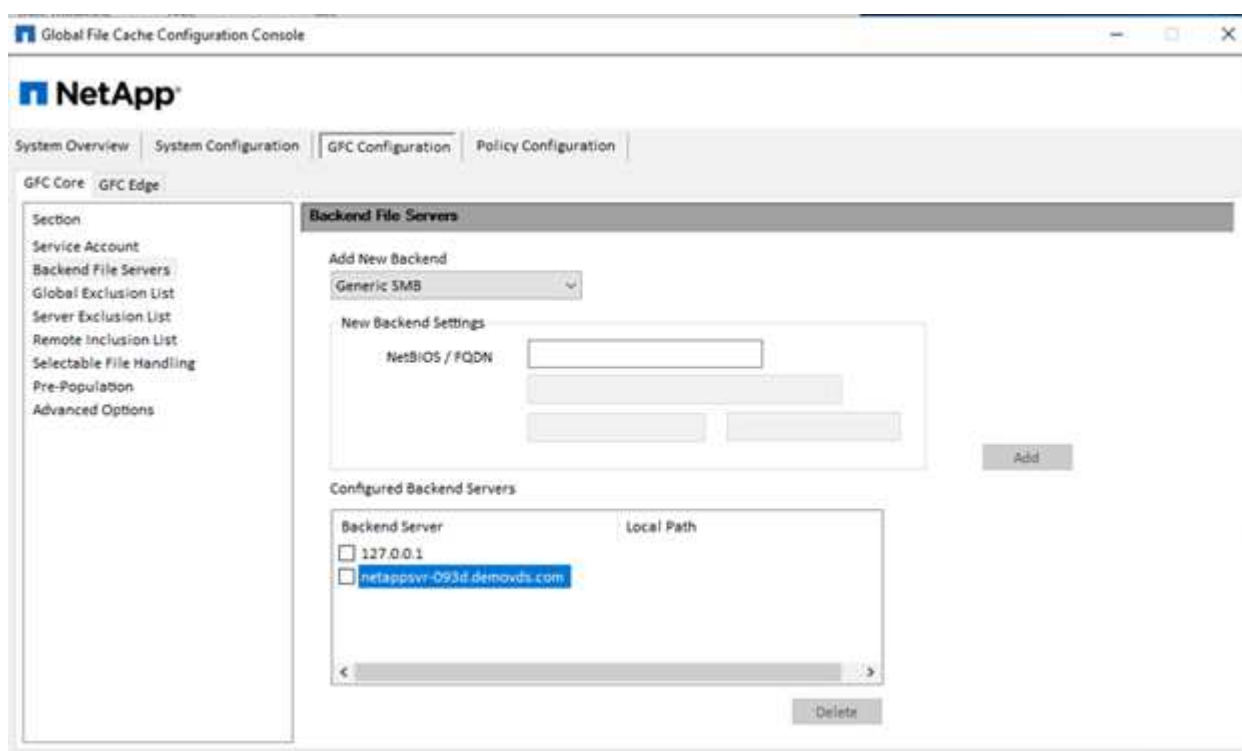 Global File Cache Configuration Console
NetApp
System Overview System Configuration GFC Configuration Policy Configuration
GFC Core GFC Edge
Section
Service Account
Backend File Servers
Global Exclusion List
Server Exclusion List
Remote Inclusion List
Selectable File Handling
Pre-Population
Advanced Options
Backend File Servers
Add New Backend
Generic SMB
New Backend Settings
NetBIOS / FQDN
Add
Configured Backend Servers
Backend Server Local Path
127.0.0.1
netappsvr-093d.demovds.com
Delete